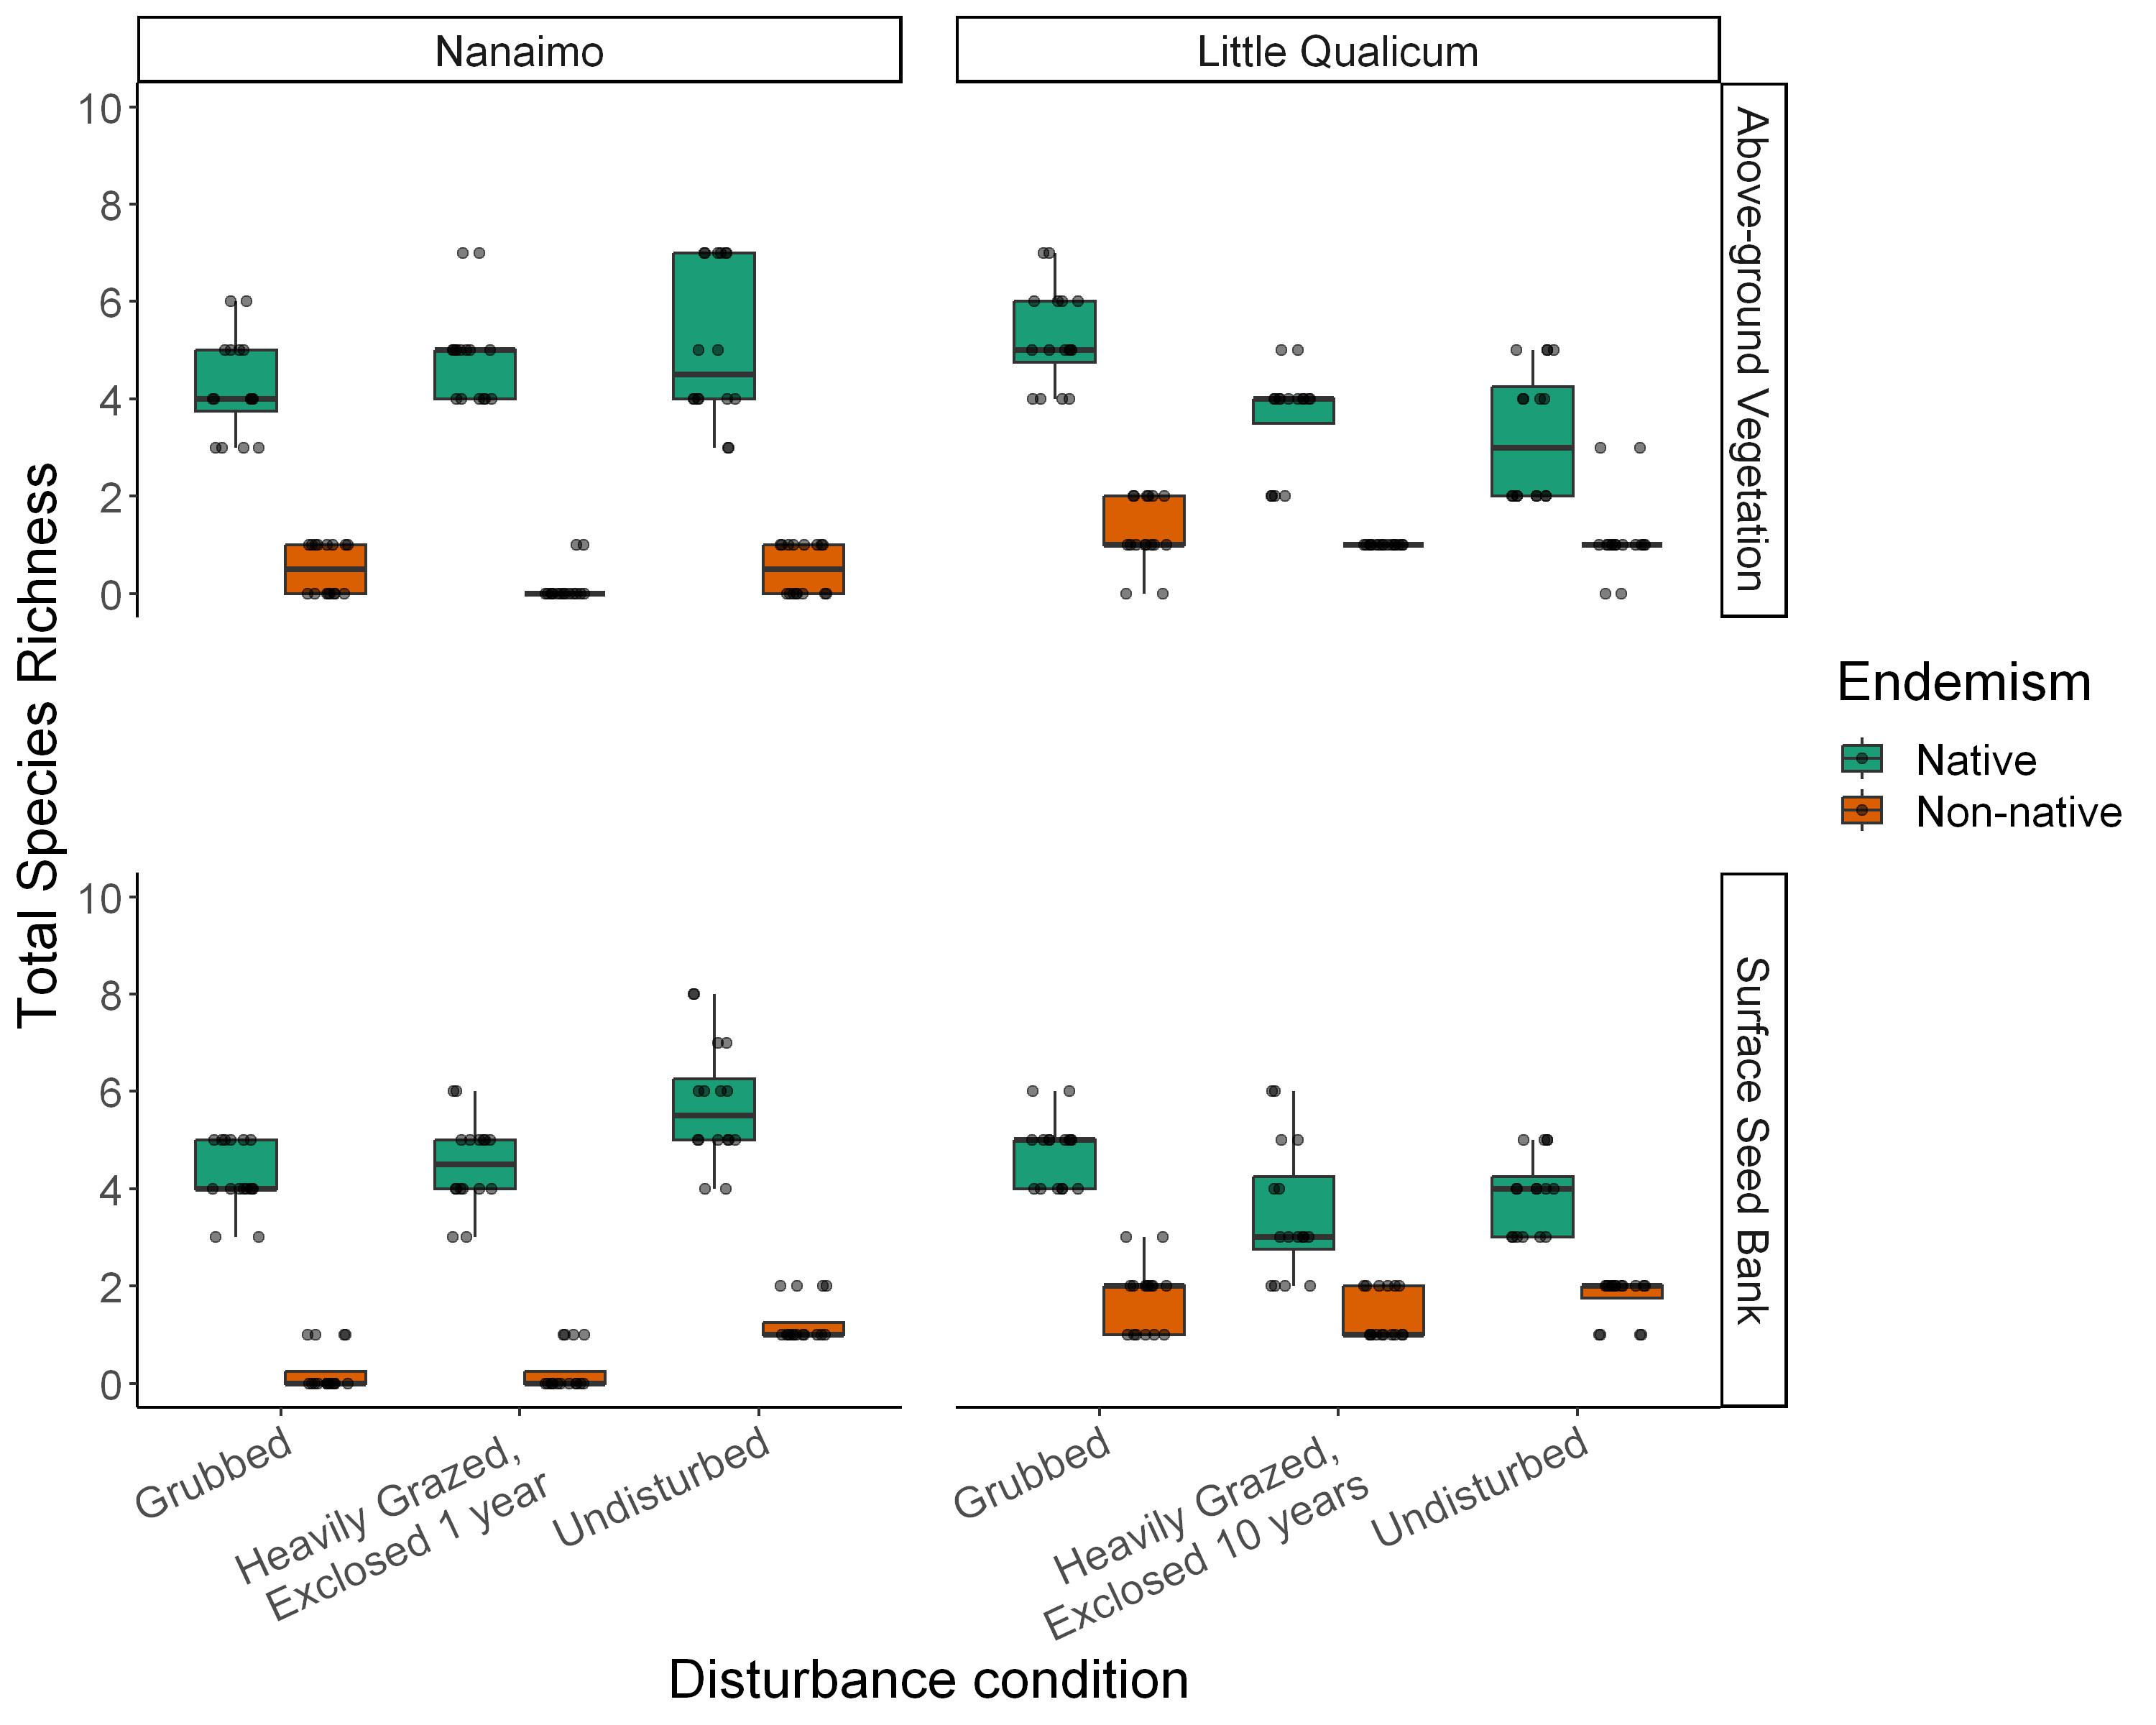 Nanaimo
Little Qualicum
Total Species Richness
10
8
6
4
2
0
Above-ground Vegetation
10
8
6
4
2
0
Surface Seed Bank
Endemism
Native
Non-native
Grubbed
Heavily Grazed,
Exclosed 1 year
Undisturbed
Grubbed
Heavily Grazed,
Exclosed 10 years
Undisturbed
Disturbance condition